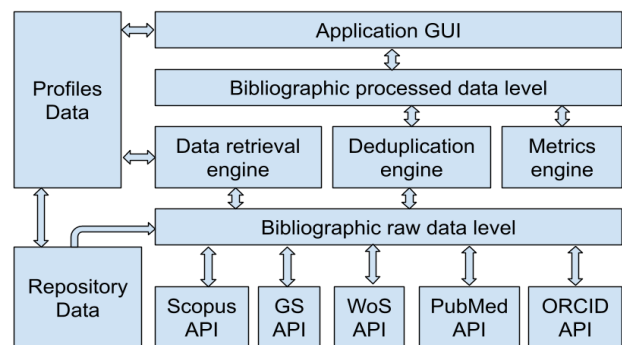 Application GUI
Profiles
Data
Bibliographic processed data level
Data retrieval
engine
Deduplication
engine
Metrics
engine
Bibliographic raw data level
Repository
Data
Scopus
API
GS
API
WoS
API
PubMed
API
ORCID
API